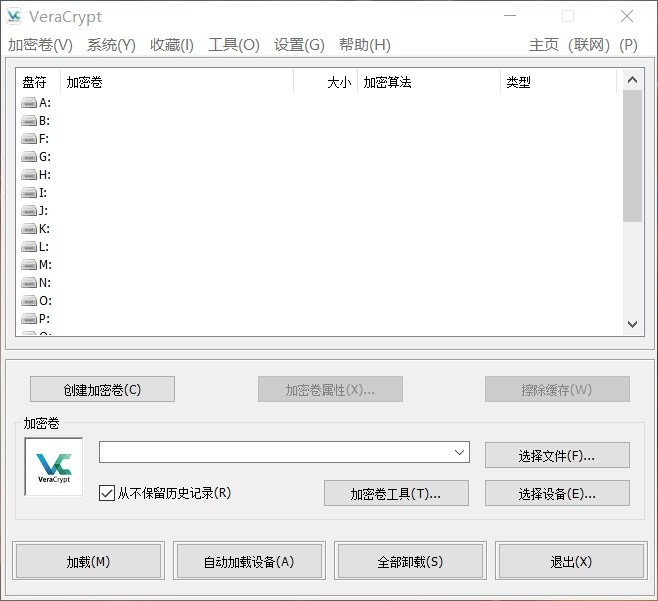 VeraCrypt
加密卷(V) 系统(Y) 收藏(I) 工具(O) 设置(G) 帮助(H) 主页 (联网) (P)
盘符 加密卷 大小 加密算法 类型
A:
B:
F:
G:
H:
I:
J:
K:
L:
M:
N:
O:
P:
创建加密卷(C) 加密卷属性(X)... 擦除缓存(W)
加密卷
VeraCrypt
选择文件(F)...
从不保留历史记录(R) 加密卷工具(T)... 选择设备(E)...
加载(M) 自动加载设备(A) 全部卸载(S) 退出(X)